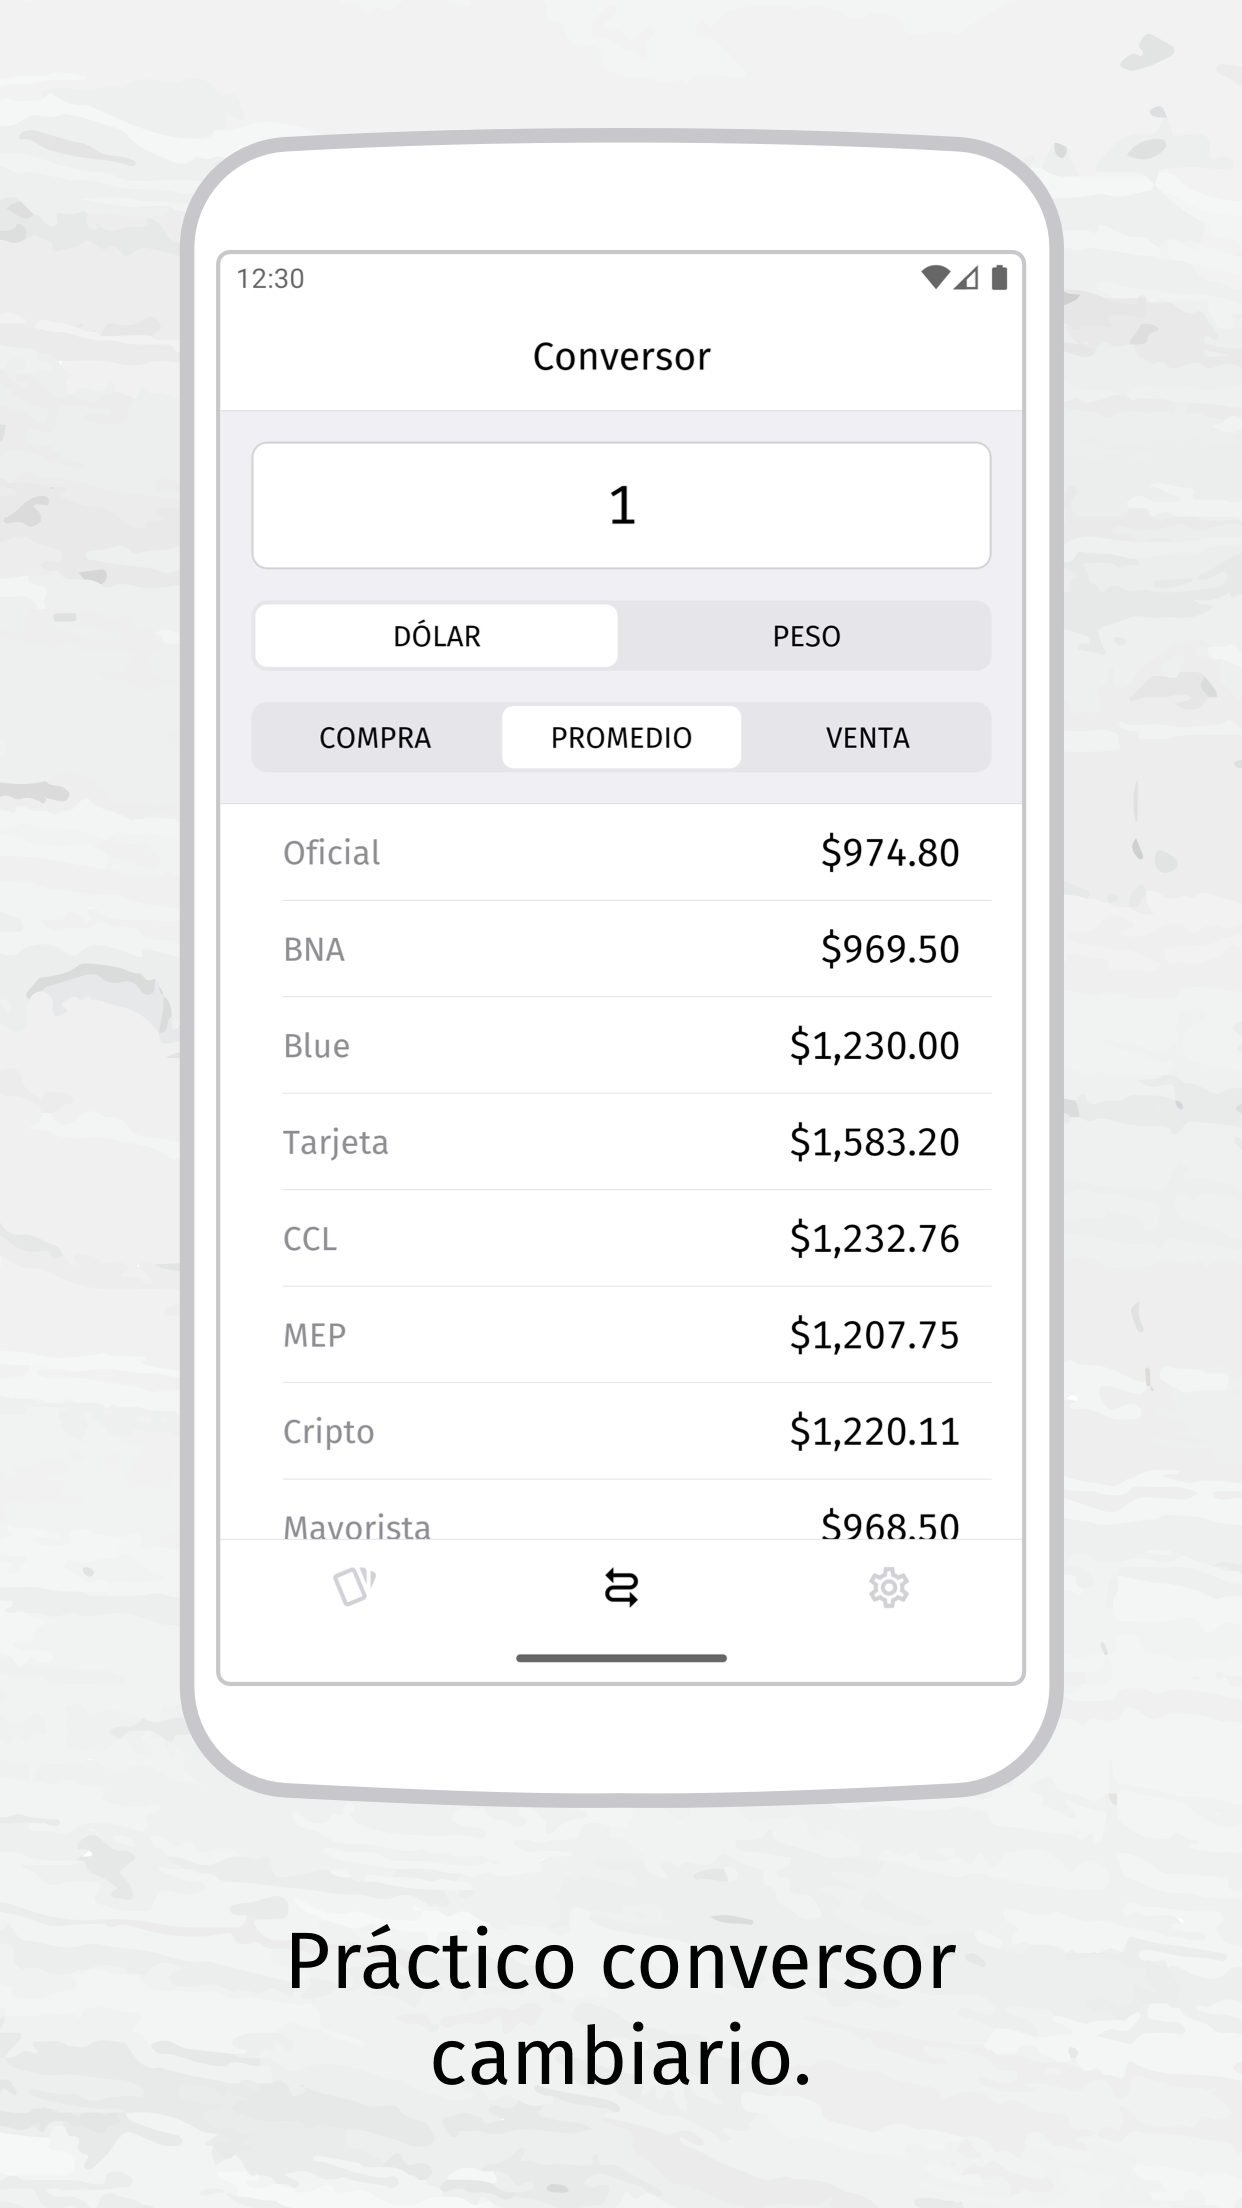 12:30
Conversor
1
DÓLAR PESO
COMPRA PROMEDIO VENTA
Oficial $974.80
BNA $969.50
Blue $1,230.00
Tarjeta $1,583.20
CCL $1,232.76
MEP $1,207.75
Cripto $1,220.11
Mayorista $968.50
Práctico conversor
cambiario.